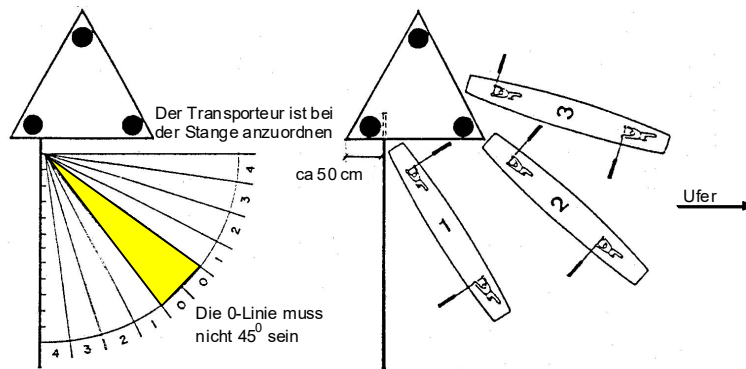 Der Transporteur ist bei
der Stange anzuordnen
ca 50 cm
4
3
2
1
0
0
1
2
3
4
Die 0-Linie muss
nicht 45⁰ sein
1
2
3
Ufer